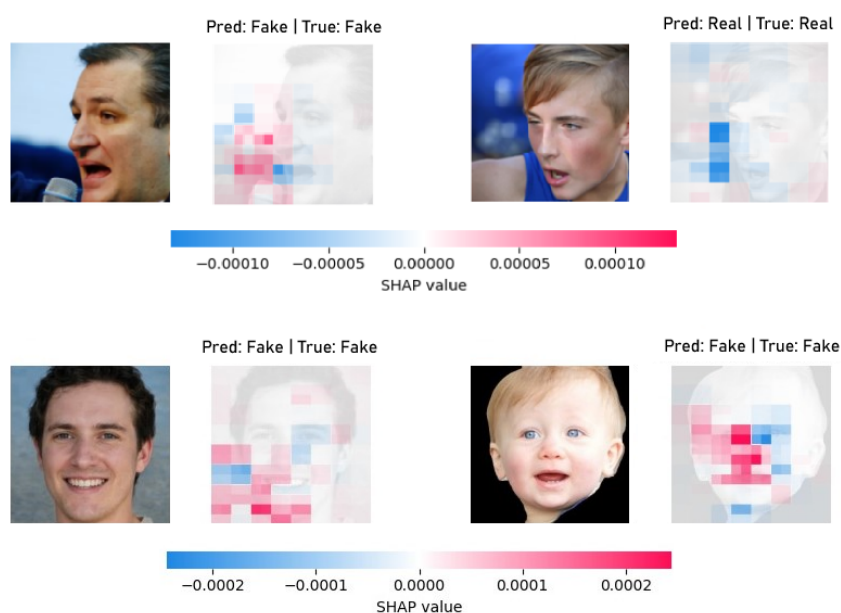 Pred: Fake | True: Fake
Pred: Real | True: Real
−0.00010 −0.00005 0.00000 0.00005 0.00010
SHAP value
Pred: Fake | True: Fake
Pred: Fake | True: Fake
−0.0002 −0.0001 0.0000 0.0001 0.0002
SHAP value